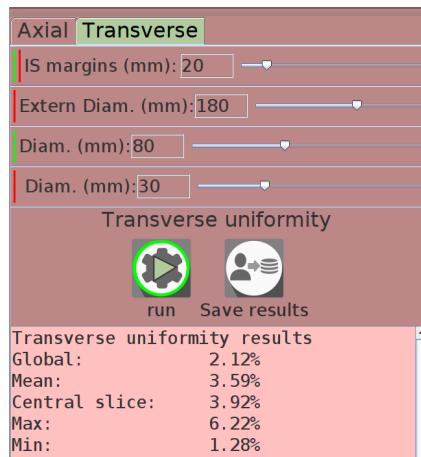 Axial Transverse
IS margins (mm): 20
Extern Diam. (mm): 180
Diam. (mm): 80
Diam. (mm): 30
Transverse uniformity
run Save results
Transverse uniformity results
Global: 2.12%
Mean: 3.59%
Central slice: 3.92%
Max: 6.22%
Min: 1.28%